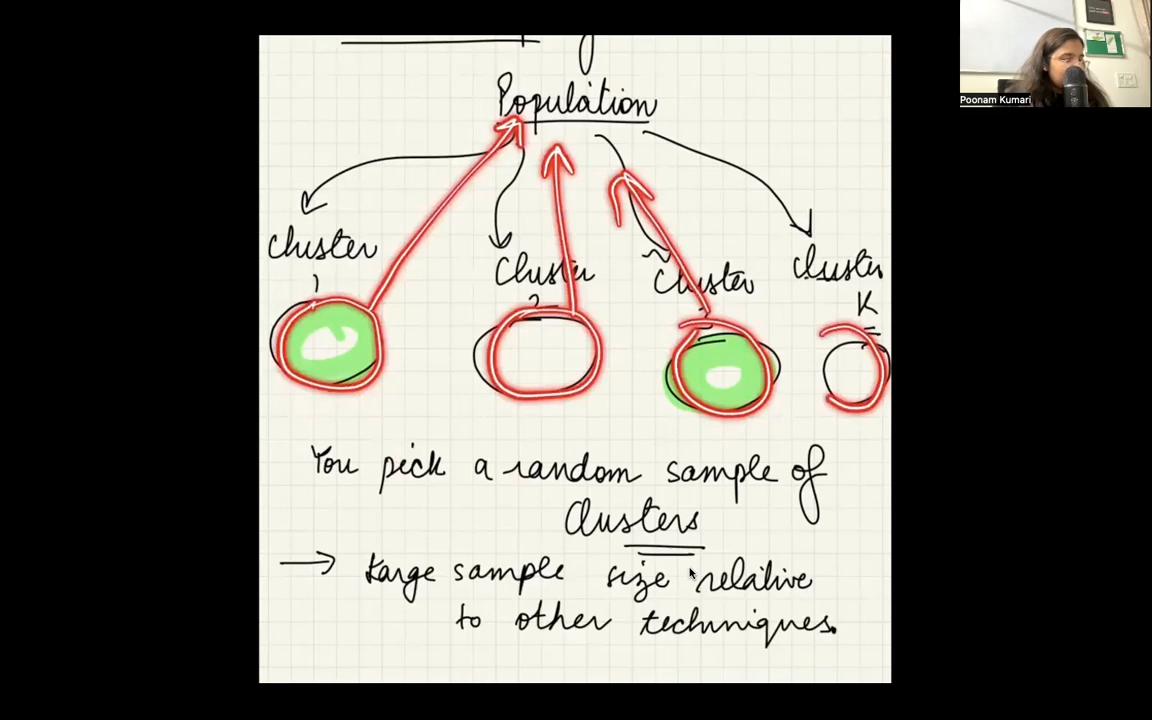 Population
Cluster
1
Cluster
2
Cluster
Cluster
K
You pick a random sample of
Clusters
→ Large sample size relative
to other techniques.
Poonam Kumari